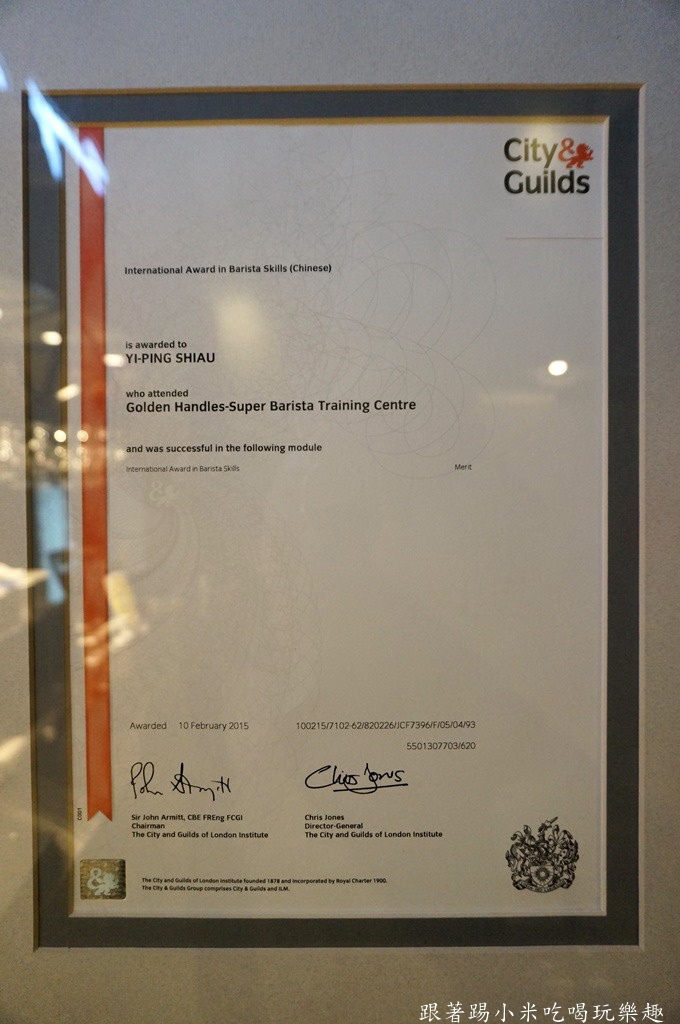 City&
Guilds
International Award in Barista Skills (Chinese)
is awarded to
YI-PING SHIAU
who attended
Golden Handles-Super Barista Training Centre
and was successful in the following module
International Award in Barista Skills Merit
Awarded 10 February 2015 100215/7102-62/820226/JCF7396/F/05/04/93
5501307703/620
John Armitt Chris Jones
Sir John Armitt, CBE FREng FCGI Chris Jones
Chairman Director-General
The City and Guilds of London Institute The City and Guilds of London Institute
The City and Guilds of London Institute founded 1878 and incorporated by Royal Charter 1900.
The City & Guilds Group comprises City & Guilds and ILM.
跟著踢小米吃喝玩樂趣